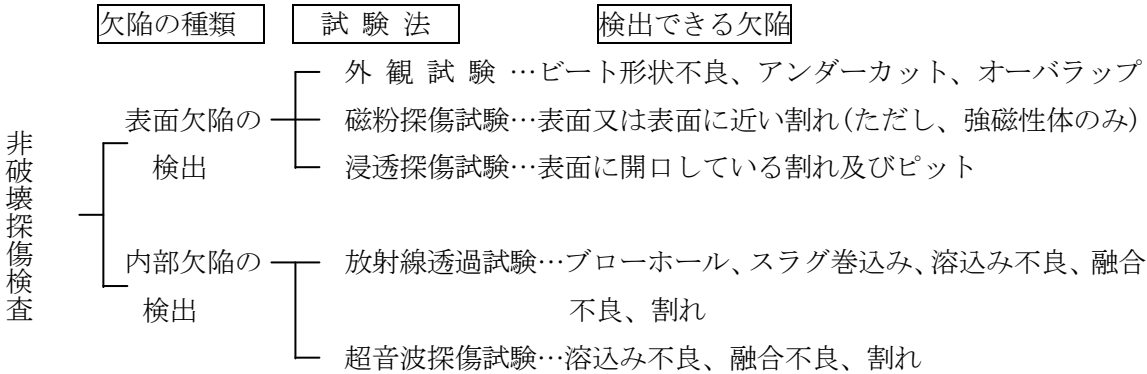 欠陥の種類 試験法 検出できる欠陥
外観試験…ビート形状不良、アンダーカット、オーバラップ
表面欠陥の 磁粉探傷試験…表面又は表面に近い割れ(ただし、強磁性体のみ)
検出 浸透探傷試験…表面に開口している割れ及びピット
非破壊探傷検査
内部欠陥の 放射線透過試験…ブローホール、スラグ巻込み、溶込み不良、融合
検出 不良、割れ
超音波探傷試験…溶込み不良、融合不良、割れ